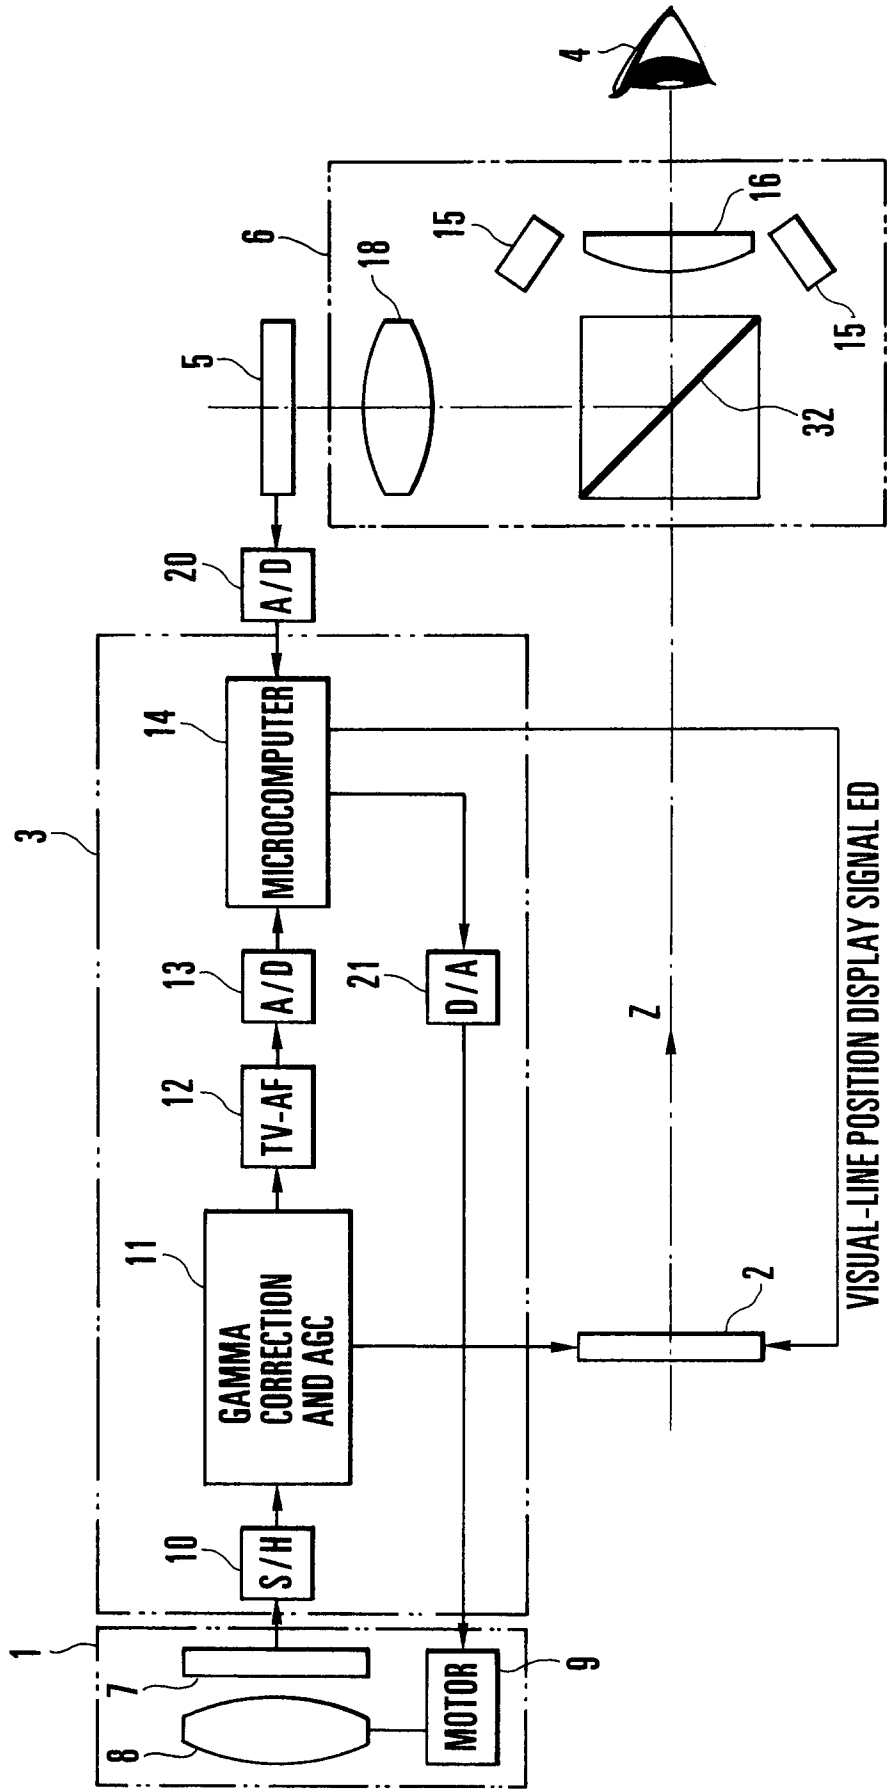 1
3
7
8
MOTOR
9
10
S/H
11
GAMMA
CORRECTION
AND AGC
12
TV-AF
13
A/D
14
MICROCOMPUTER
20
A/D
21
D/A
5
6
18
15
16
15
32
4
Z
2
VISUAL-LINE POSITION DISPLAY SIGNAL ED